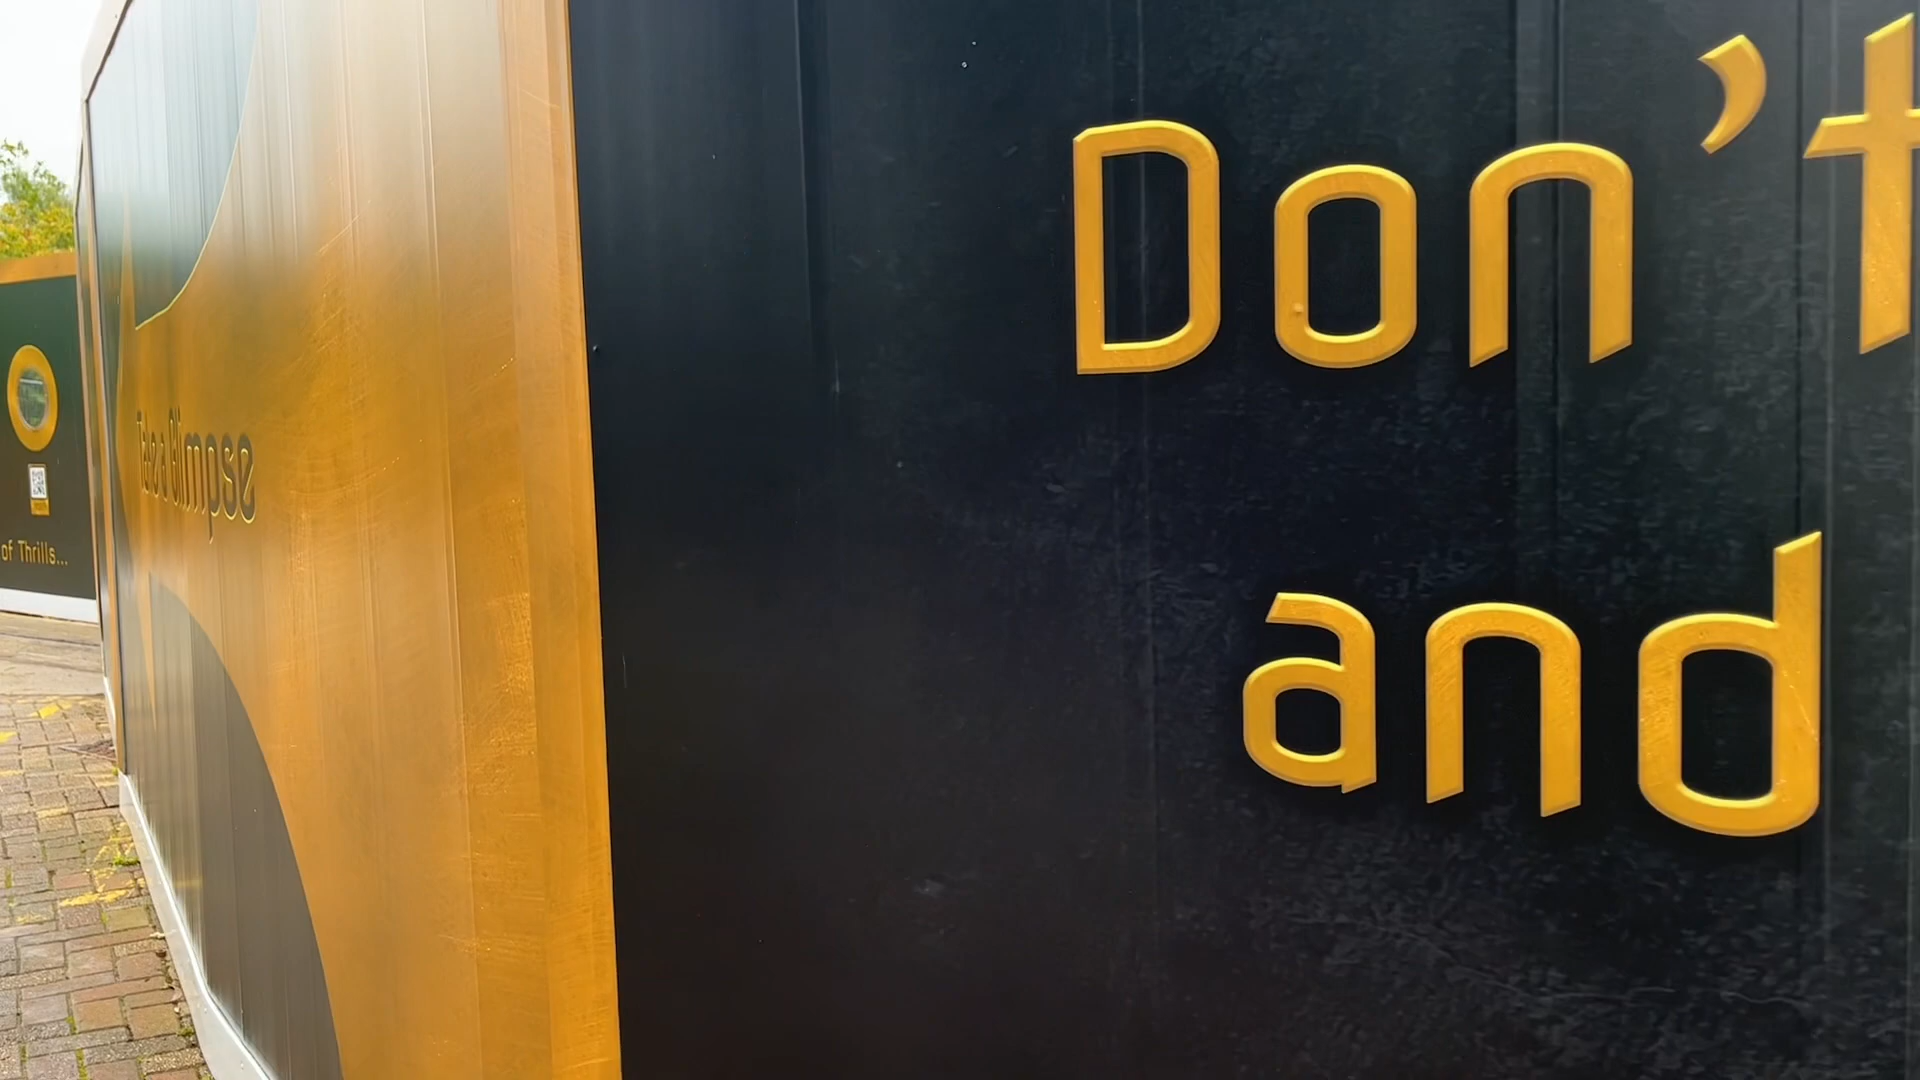 Don't
and
Take a Glimpse
of Thrills...